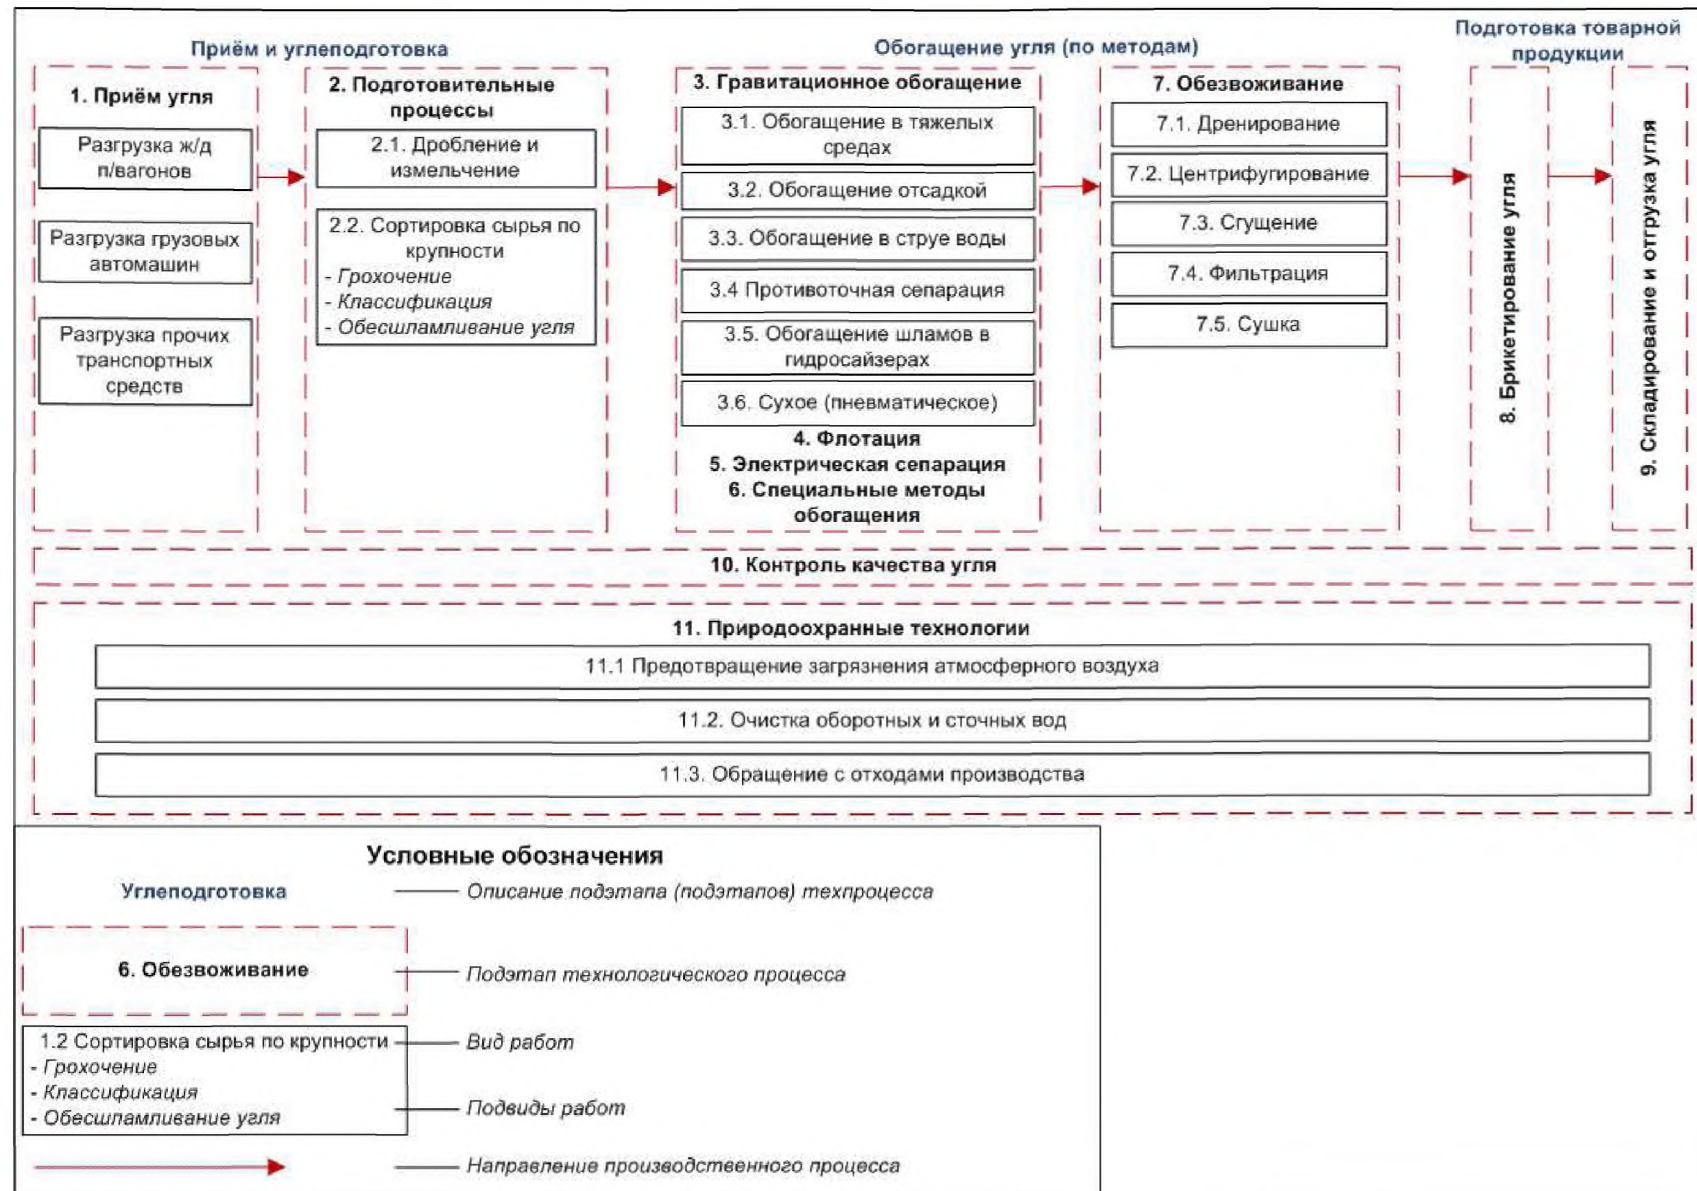 Приём и углеподготовка
Обогащение угля (по методам)
Подготовка товарной
продукции
1. Приём угля
Разгрузка ж/д
п/вагонов
Разгрузка грузовых
автомашин
Разгрузка прочих
транспортных
средств
2. Подготовительные
процессы
2.1. Дробление и
измельчение
2.2. Сортировка сырья по
крупности
- Грохочение
- Классификация
- Обесшламливание угля
3. Гравитационное обогащение
3.1. Обогащение в тяжелых
средах
3.2. Обогащение отсадкой
3.3. Обогащение в струе воды
3.4 Противоточная сепарация
3.5. Обогащение шламов в
гидросайзерах
3.6. Сухое (пневматическое)
4. Флотация
5. Электрическая сепарация
6. Специальные методы
обогащения
7. Обезвоживание
7.1. Дренирование
7.2. Центрифугирование
7.3. Сгущение
7.4. Фильтрация
7.5. Сушка
8. Брикетирование угля
9. Складирование и отгрузка угля
10. Контроль качества угля
11. Природоохранные технологии
11.1 Предотвращение загрязнения атмосферного воздуха
11.2. Очистка оборотных и сточных вод
11.3. Обращение с отходами производства
Условные обозначения
Углеподготовка
Описание подэтапа (подэтапов) техпроцесса
6. Обезвоживание
Подэтап технологического процесса
1.2 Сортировка сырья по крупности
Вид работ
- Грохочение
- Классификация
- Обесшламливание угля
Подвиды работ
Направление производственного процесса